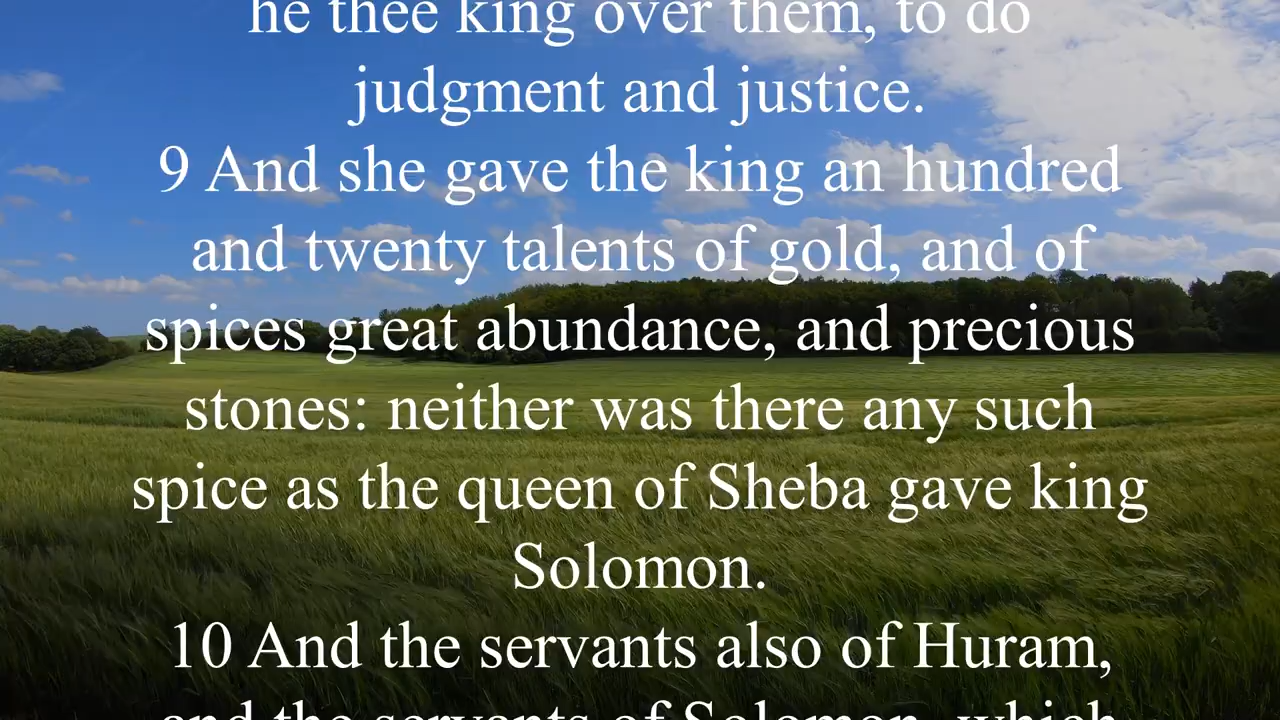 he thee king over them, to do
judgment and justice.
9 And she gave the king an hundred
and twenty talents of gold, and of
spices great abundance, and precious
stones: neither was there any such
spice as the queen of Sheba gave king
Solomon.
10 And the servants also of Huram,
and the servants of Solomon, which